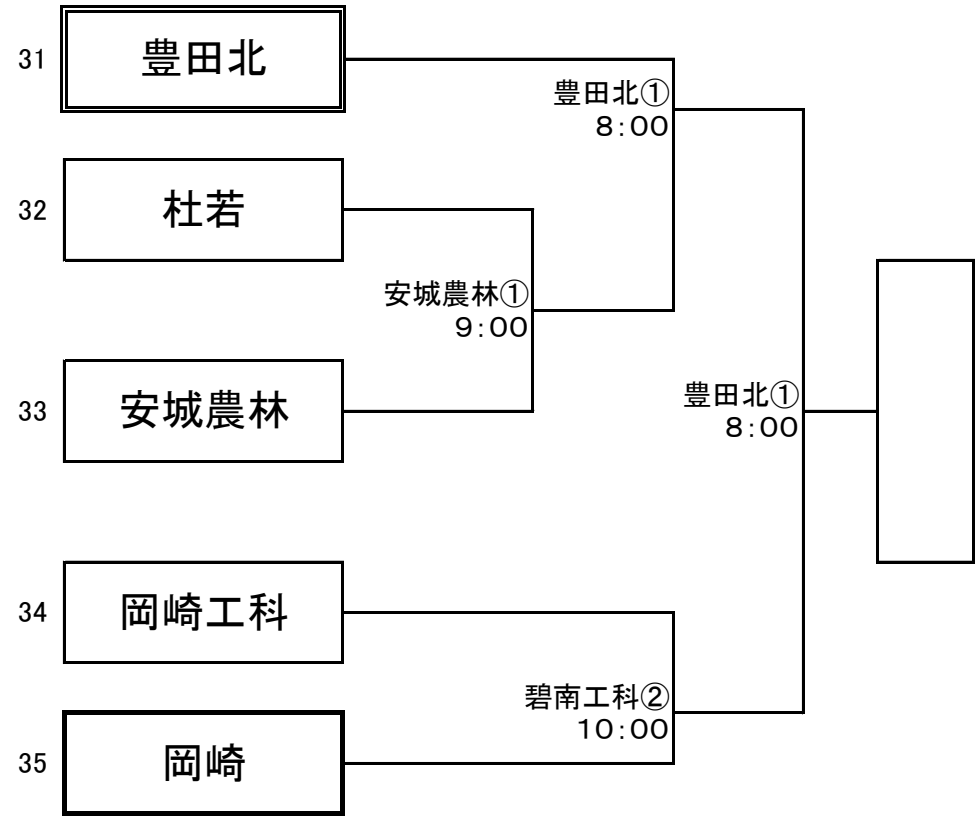 31
豊田北
豊田北①
8:00
32
杜若
安城農林①
9:00
33
安城農林
豊田北①
8:00
34
岡崎工科
碧南工科②
10:00
35
岡崎